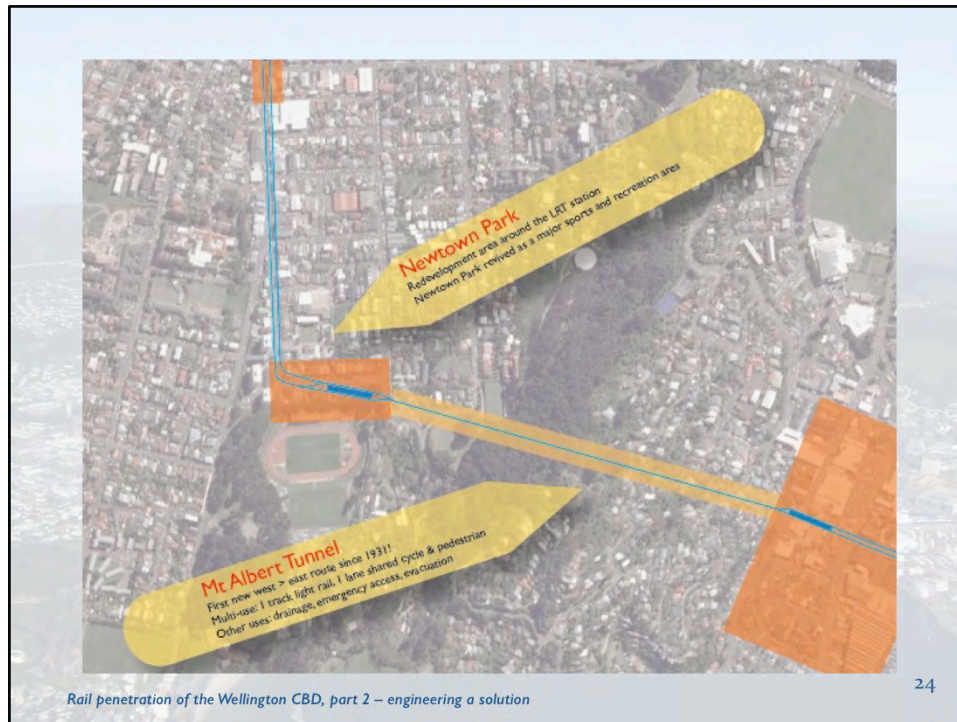 Newtown Park
Redevelopment area around the LRT station
Newtown Park revived as a major sports and recreation area
Mt Albert Tunnel
First new west > east route since 1931!
Multi-use: 1 track light rail, 1 lane shared cycle & pedestrian
Other uses: drainage, emergency access, evacuation
Rail penetration of the Wellington CBD, part 2 – engineering a solution
24